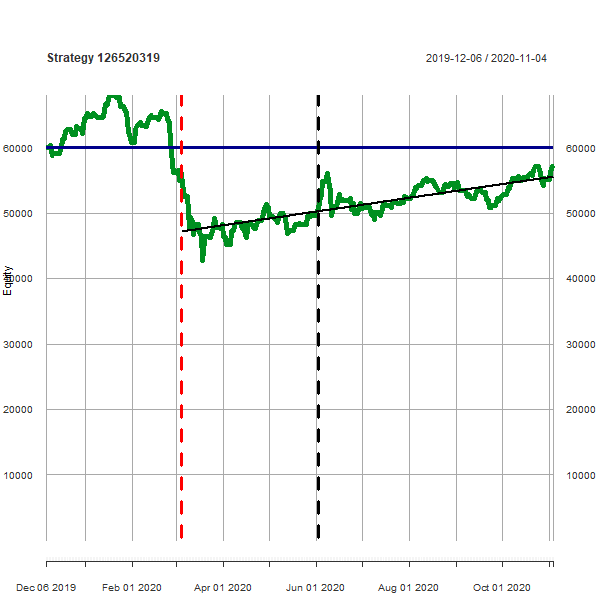 Strategy 126520319
2019-12-06 / 2020-11-04
60000
60000
50000
50000
40000
40000
30000
30000
20000
20000
10000
10000
Equity
Dec 06 2019
Feb 01 2020
Apr 01 2020
Jun 01 2020
Aug 01 2020
Oct 01 2020